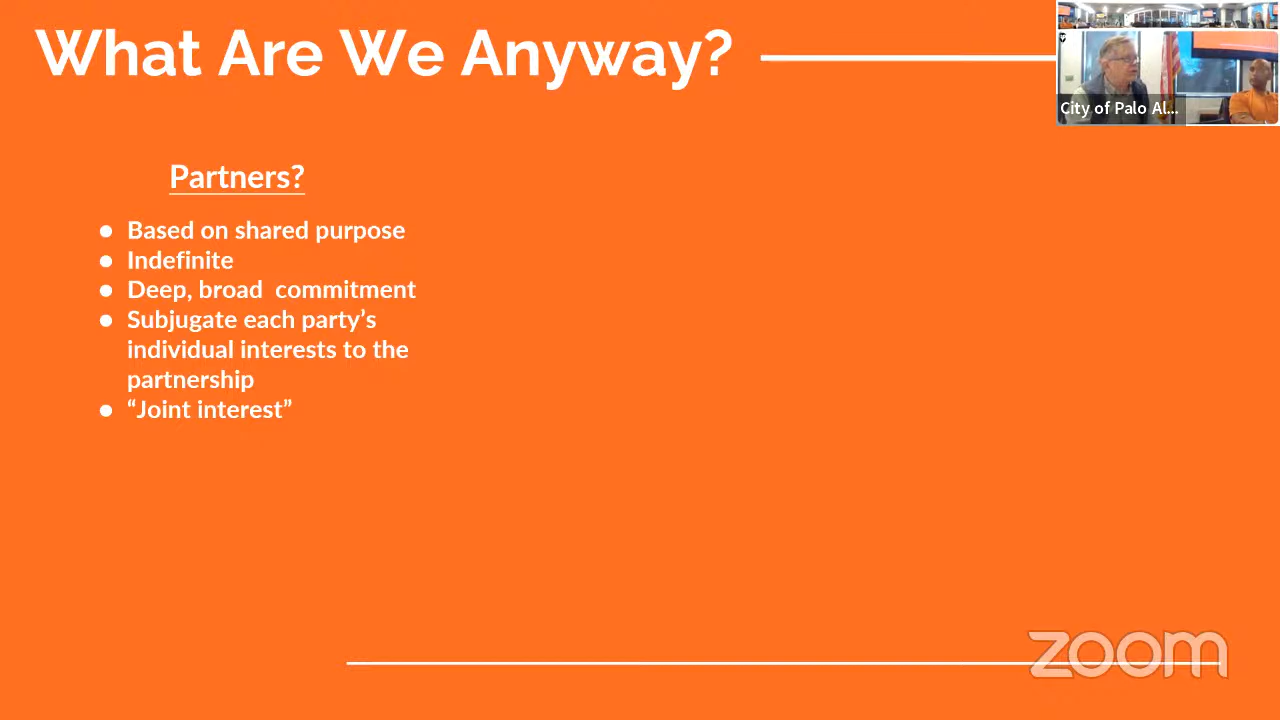 What Are We Anyway?
City of Palo Al...
Partners?
● Based on shared purpose
● Indefinite
● Deep, broad  commitment
● Subjugate each party’s
individual interests to the
partnership
● “Joint interest”
zoom